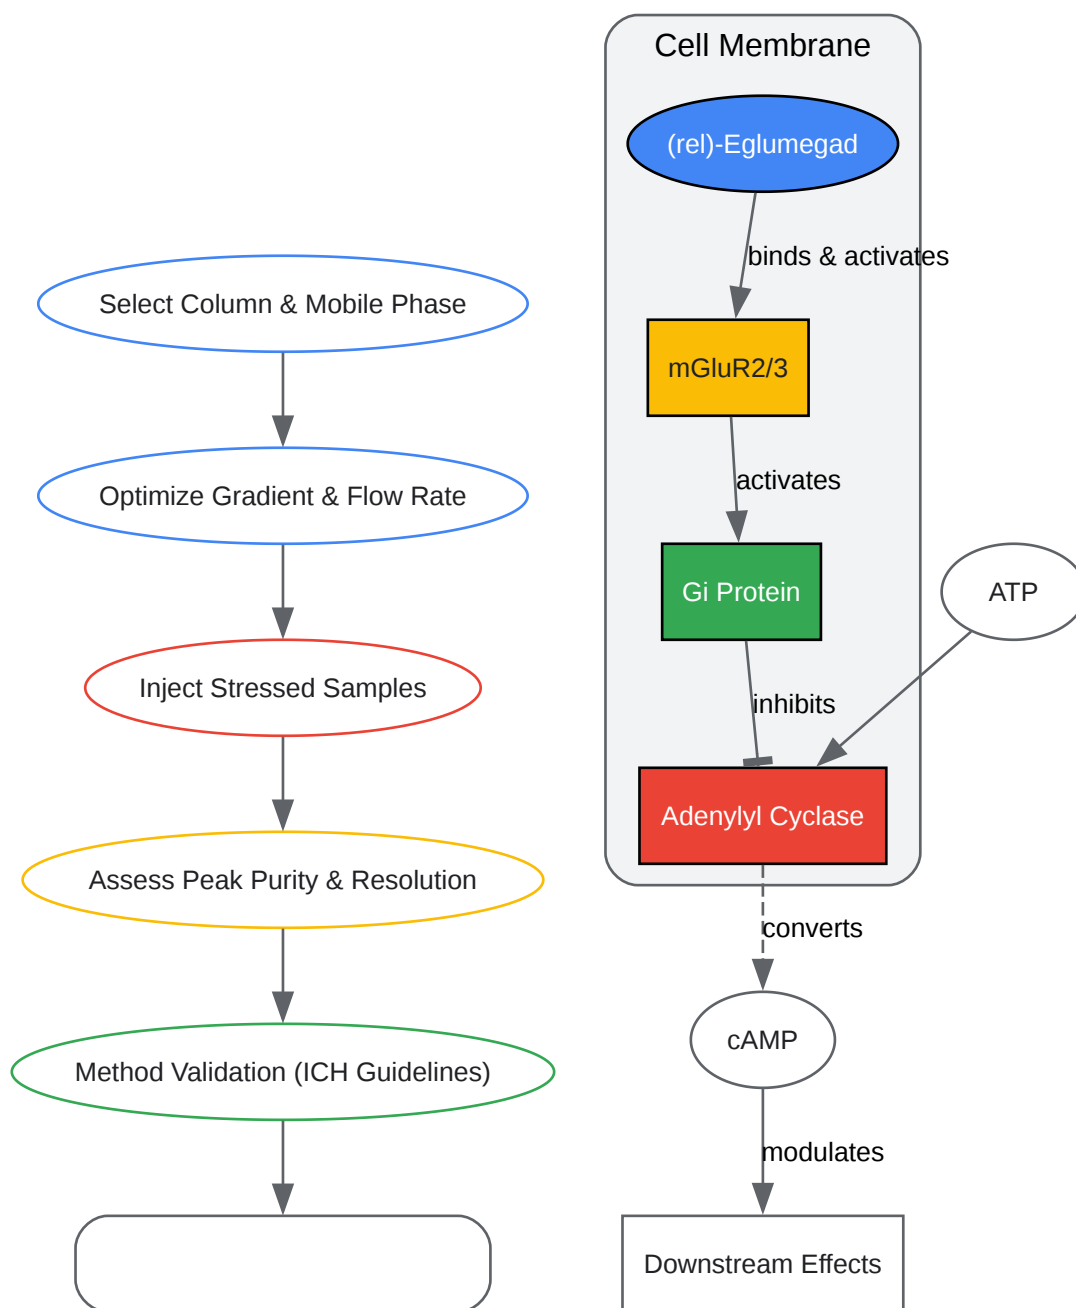 Select Column & Mobile Phase
Optimize Gradient & Flow Rate
Inject Stressed Samples
Assess Peak Purity & Resolution
Method Validation (ICH Guidelines)
Cell Membrane
(rel)-Eglumegad
binds & activates
mGluR2/3
activates
Gi Protein
ATP
inhibits
Adenylyl Cyclase
converts
cAMP
modulates
Downstream Effects